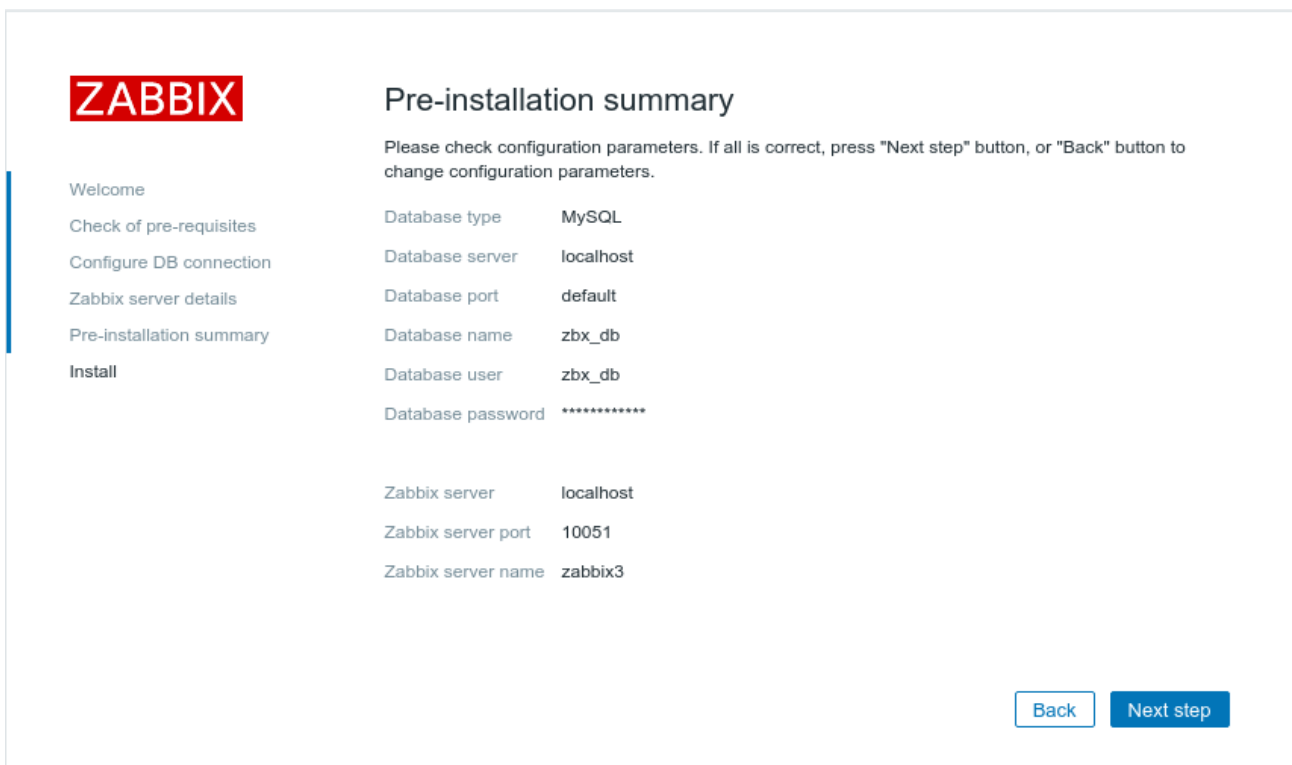 ZABBIX
Welcome
Check of pre-requisites
Configure DB connection
Zabbix server details
Pre-installation summary
Install
Pre-installation summary
Please check configuration parameters. If all is correct, press "Next step" button, or "Back" button to
change configuration parameters.
Database type MySQL
Database server localhost
Database port default
Database name zbx_db
Database user zbx_db
Database password ************
Zabbix server localhost
Zabbix server port 10051
Zabbix server name zabbix3
Back Next step